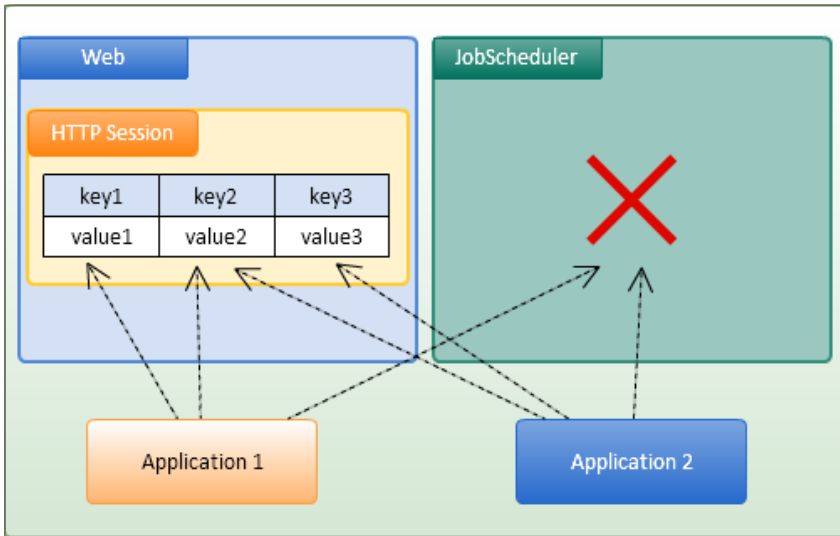 Web
JobScheduler
HTTP Session
key1 key2 key3
value1 value2 value3
Application 1
Application 2